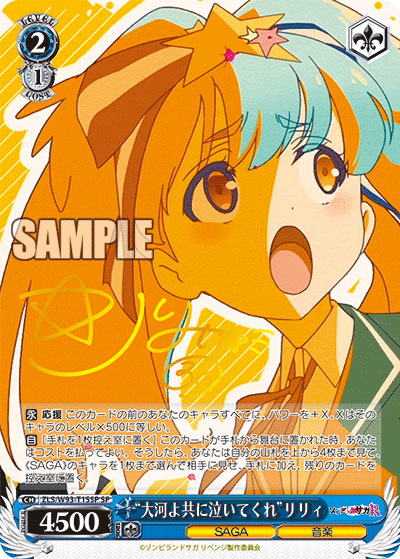 LEVEL
2
1
COST
SAMPLE
永 応援 このカードの前のあなたのキャラすべてに、パワーを＋X。Xはその
キャラのレベル×500に等しい。
自 [手札を1枚控え室に置く] このカードが手札から舞台に置かれた時、あなた
はコストを払ってよい。そうしたら、あなたは自分の山札を上から4枚まで見て、
《SAGA》のキャラを1枚まで選んで相手に見せ、手札に加え、残りのカードを
控え室に置く。
CH ZLS/W93-T15SP SP
4500
“大河よ共に泣いてくれ”リリィ
SAGA
音楽
©ゾンビランドサガ リベンジ製作委員会